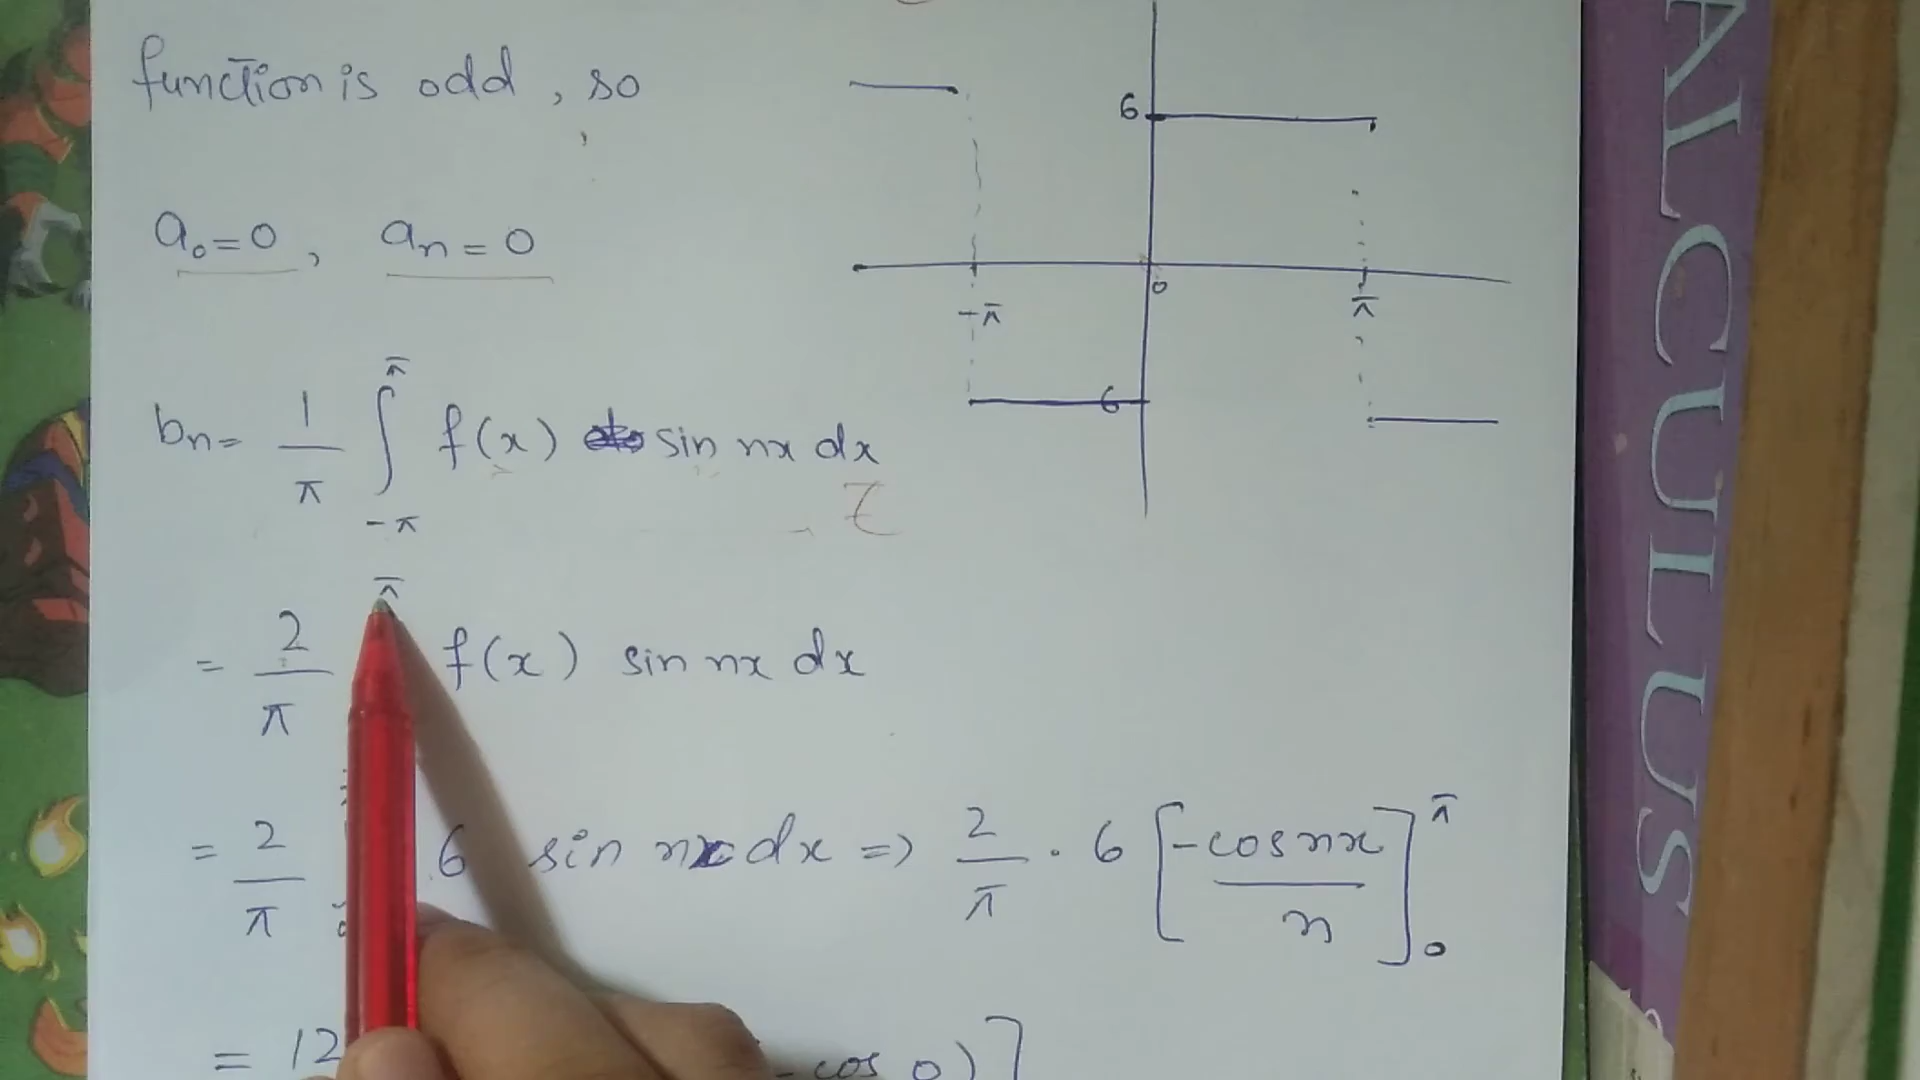 function is odd, so
a₀=0, aₙ=0
6
0
-π
π
6
bₙ= 1/π ∫_{-π}^{π} f(x) sin nx dx
= 2/π π f(x) sin nx dx
= 2/π 6 sin nx dx => 2/π · 6 [-cos nx/n]_0^π
= 12 - cos 0)]
ALCULUS